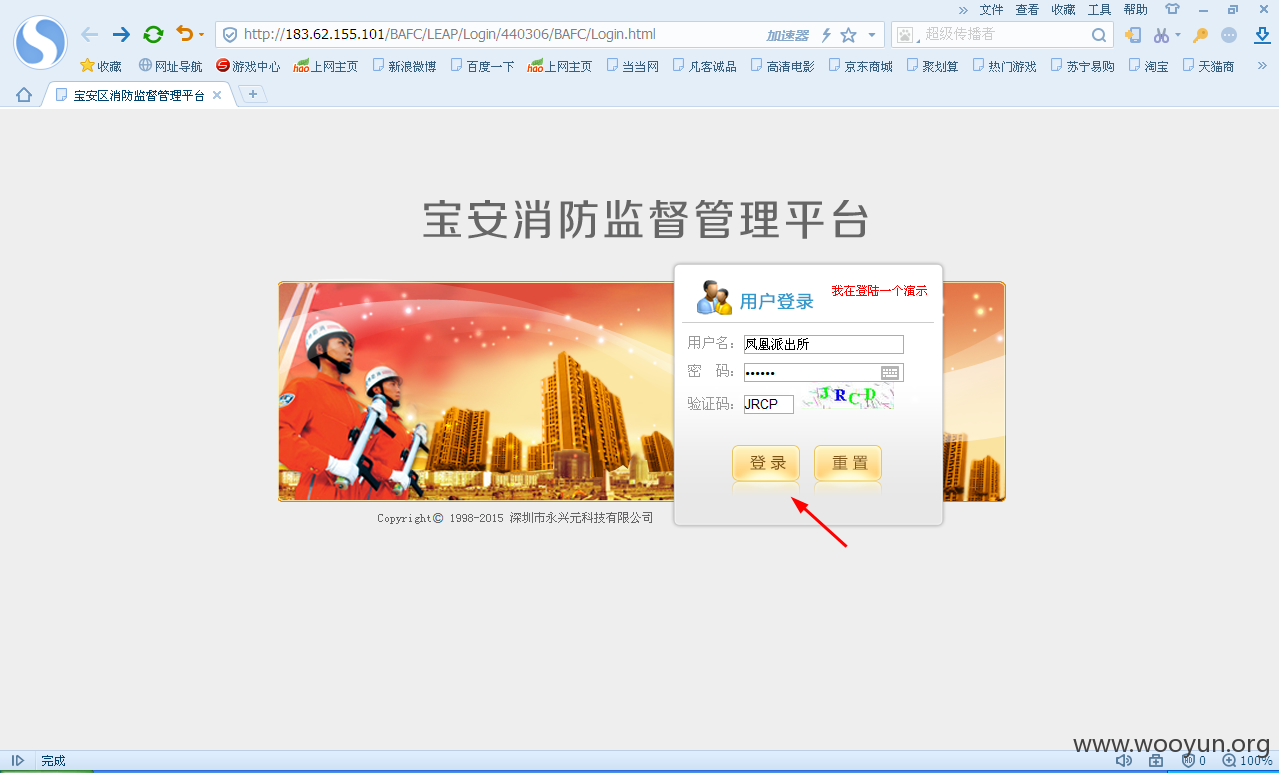 » 文件 查看 收藏 工具 帮助
http://183.62.155.101/BAFC/LEAP/Login/440306/BAFC/Login.html 加速器 超级传播者
收藏 网址导航 游戏中心 hao 上网主页 新浪微博 百度一下 hao 上网主页 当当网 凡客诚品 高清电影 京东商城 聚划算 热门游戏 苏宁易购 淘宝 天猫商 »
宝安区消防监督管理平台
宝安消防监督管理平台
用户登录 我在登陆一个演示
用户名： 凤凰派出所
密 码： ••••••
验证码： JRCP JRCD
登 录 重 置
Copyright© 1998-2015 深圳市永兴元科技有限公司
www.wooyun.org
完成 0 100%